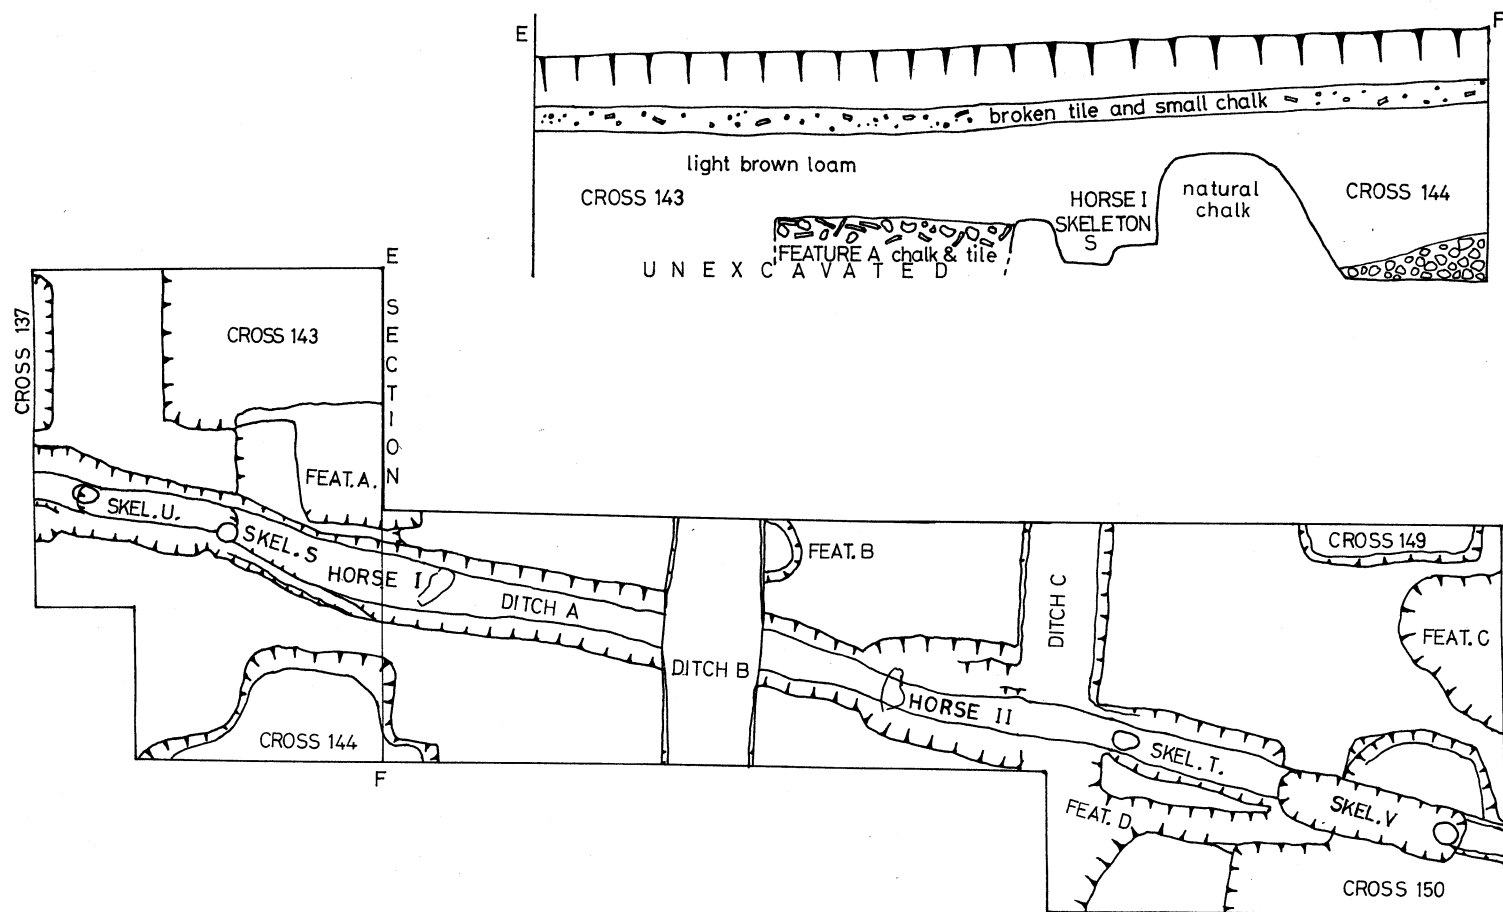 E
F
broken tile and small chalk
light brown loam
CROSS 143
HORSE I
SKELETON
S
natural
chalk
CROSS 144
FEATURE A chalk & tile
UNEXCAVATED
E
SECTION
CROSS 137
CROSS 143
FEAT. A.
SKEL. U.
SKEL. S
HORSE I
DITCH A
DITCH B
FEAT. B
DITCH C
CROSS 149
FEAT. C
HORSE II
CROSS 144
F
SKEL. T.
FEAT. D
SKEL. V
CROSS 150